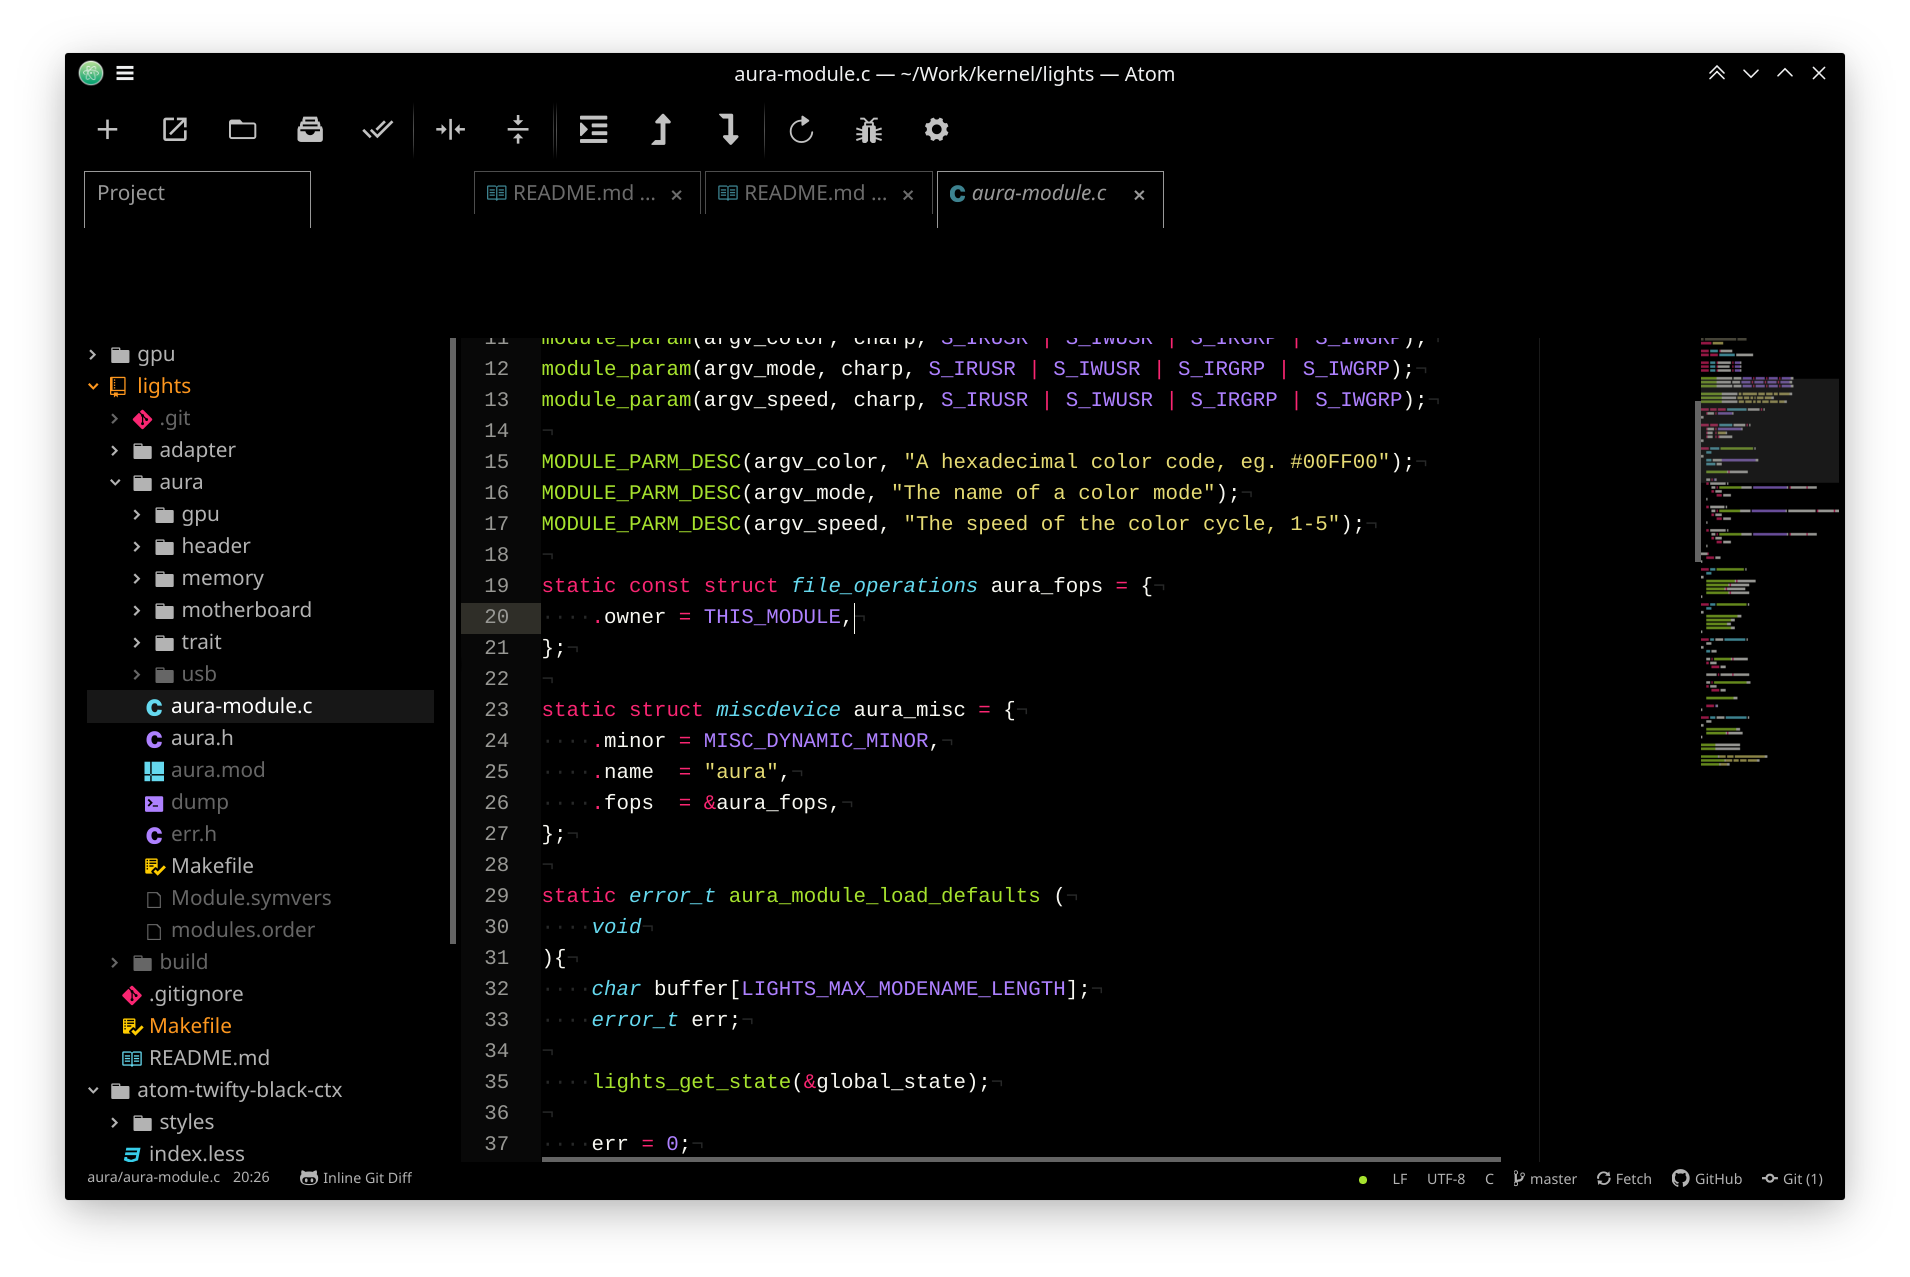 aura-module.c — ~/Work/kernel/lights — Atom
Project
README.md ...
README.md ...
aura-module.c
gpu
lights
.git
adapter
aura
gpu
header
memory
motherboard
trait
usb
aura-module.c
aura.h
aura.mod
dump
err.h
Makefile
Module.symvers
modules.order
build
.gitignore
Makefile
README.md
atom-twifty-black-ctx
styles
index.less
11 module_param(argv_color, charp, S_IRUSR | S_IWUSR | S_IRGRP | S_IWGRP);¬
12 module_param(argv_mode, charp, S_IRUSR | S_IWUSR | S_IRGRP | S_IWGRP);¬
13 module_param(argv_speed, charp, S_IRUSR | S_IWUSR | S_IRGRP | S_IWGRP);¬
14 ¬
15 MODULE_PARM_DESC(argv_color, "A hexadecimal color code, eg. #00FF00");¬
16 MODULE_PARM_DESC(argv_mode, "The name of a color mode");¬
17 MODULE_PARM_DESC(argv_speed, "The speed of the color cycle, 1-5");¬
18 ¬
19 static const struct file_operations aura_fops = {¬
20 ····.owner = THIS_MODULE,¬
21 };¬
22 ¬
23 static struct miscdevice aura_misc = {¬
24 ····.minor = MISC_DYNAMIC_MINOR,¬
25 ····.name  = "aura",¬
26 ····.fops  = &aura_fops,¬
27 };¬
28 ¬
29 static error_t aura_module_load_defaults (¬
30 ····void¬
31 ){¬
32 ····char buffer[LIGHTS_MAX_MODENAME_LENGTH];¬
33 ····error_t err;¬
34 ¬
35 ····lights_get_state(&global_state);¬
36 ¬
37 ····err = 0;¬
aura/aura-module.c 20:26 Inline Git Diff LF UTF-8 C master Fetch GitHub Git (1)